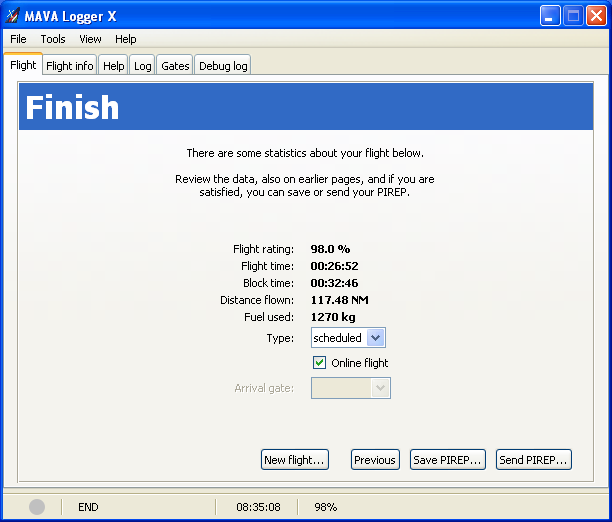 MAVA Logger X
File Tools View Help
Flight Flight info Help Log Gates Debug log
Finish
There are some statistics about your flight below.
Review the data, also on earlier pages, and if you are
satisfied, you can save or send your PIREP.
Flight rating: 98.0 %
Flight time: 00:26:52
Block time: 00:32:46
Distance flown: 117.48 NM
Fuel used: 1270 kg
Type: scheduled
Online flight
Arrival gate:
New flight... Previous Save PIREP... Send PIREP...
END 08:35:08 98%